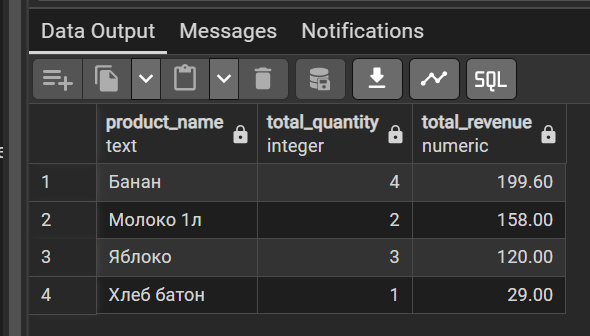 Data Output Messages Notifications
SQL
product_name total_quantity total_revenue
text integer numeric
1 Банан 4 199.60
2 Молоко 1л 2 158.00
3 Яблоко 3 120.00
4 Хлеб батон 1 29.00